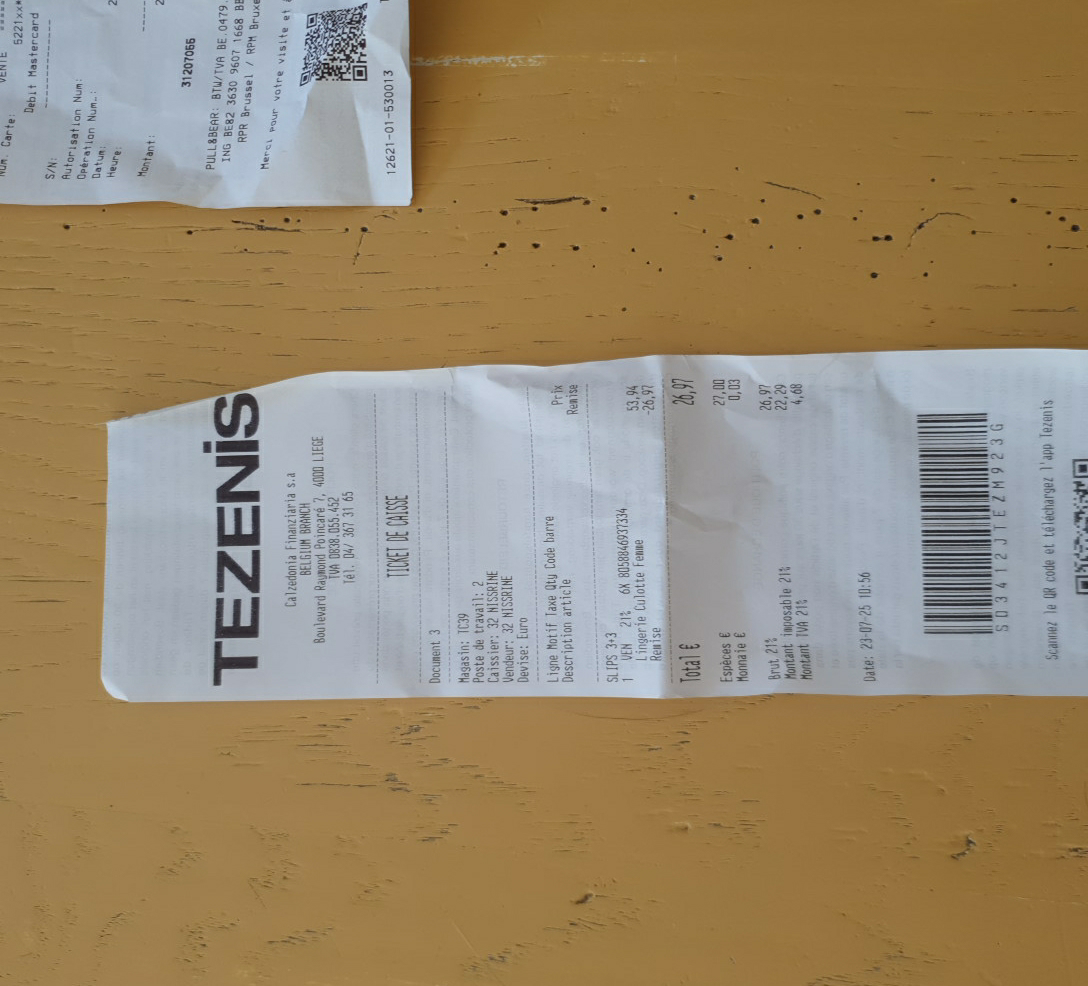 Num. Carte:
VENTE
5221xx*
Debit Mastercard
S/N:
Autorisation Num:
Opération Num.:
Datum:
Heure:
2
Montant:
2
31207066
PULL&BEAR: BTW/TVA BE.0479.
ING BE82 3630 9607 1668 BB
RPR Brussel / RPM Bruxe
Merci pour votre visite et à
12621-01-530013
TEZENIS
Calzedonia Finanziaria s.a
BELGIUM BRANCH
Boulevard Raymond Poincaré 7, 4000 LIEGE
TVA 0838.055.452
Tél. 04/ 367 31 65
TICKET DE CAISSE
Document 3
Magasin: TC39
Poste de travail: 2
Caissier: 32 NISSRINE
Vendeur: 32 NISSRINE
Devise: Euro
Ligne Motif Taxe Qty Code barre Prix
Description article Remise
SLIPS 3+3
1 VEN 21% 6X 8058846937334 53,94
Lingerie Culotte Femme -26,97
Remise
Total € 26,97
Espèces € 27,00
Monnaie € 0,03
Brut 21% 26,97
Montant imposable 21% 22,29
Montant TVA 21% 4,68
Date: 23-07-25 10:56
S03412JTEZM923G
Scannez le QR code et téléchargez l'app Tezenis